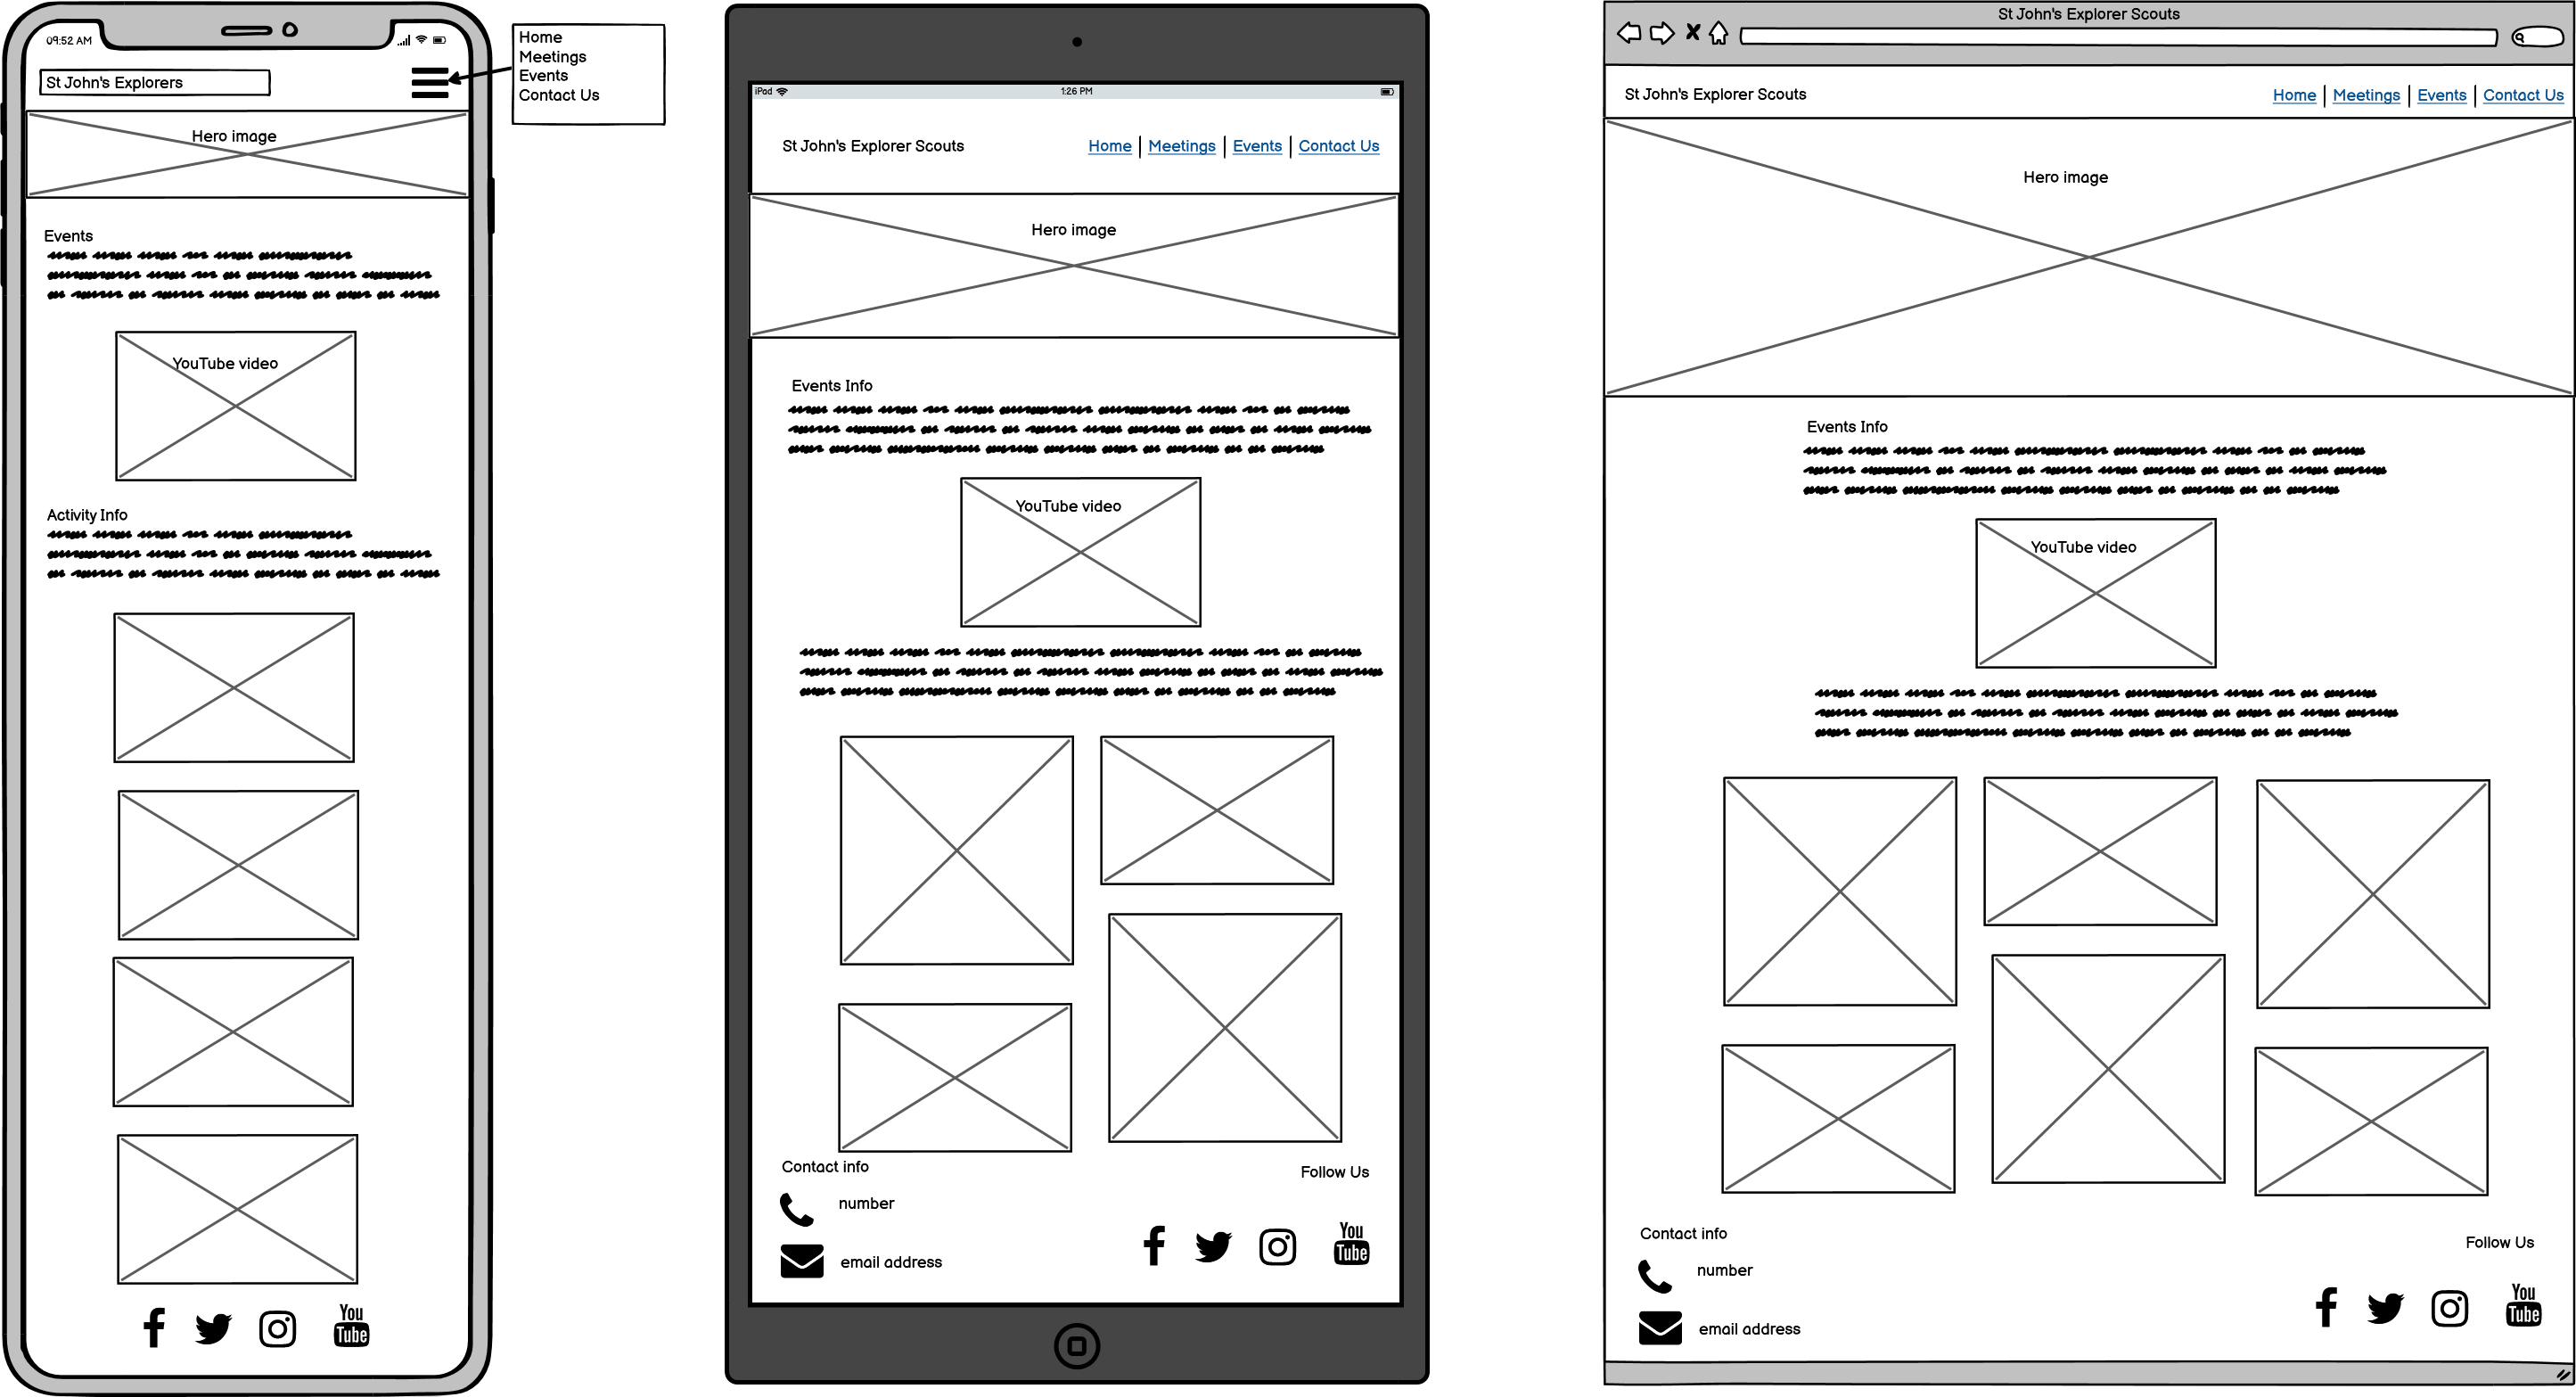 09:52 AM
St John's Explorers
Home
Meetings
Events
Contact Us
Hero image
Events
YouTube video
Activity Info
You
Tube
iPad
1:26 PM
St John's Explorer Scouts
Home | Meetings | Events | Contact Us
Hero image
Events Info
YouTube video
Contact info
Follow Us
number
email address
You
Tube
St John's Explorer Scouts
St John's Explorer Scouts
Home | Meetings | Events | Contact Us
Hero image
Events Info
YouTube video
Contact info
Follow Us
number
email address
You
Tube